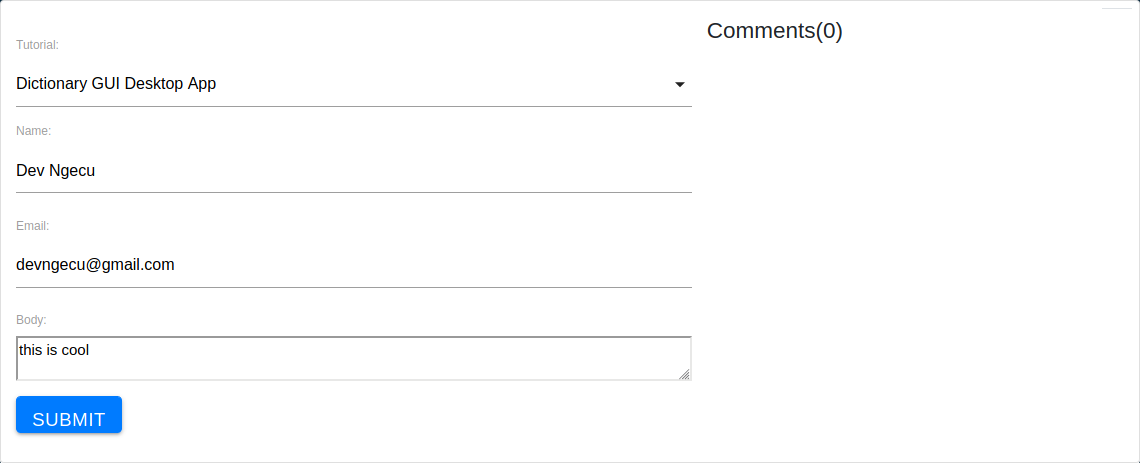 Tutorial:
Dictionary GUI Desktop App
Name:
Dev Ngecu
Email:
devngecu@gmail.com
Body:
this is cool
SUBMIT
Comments(0)